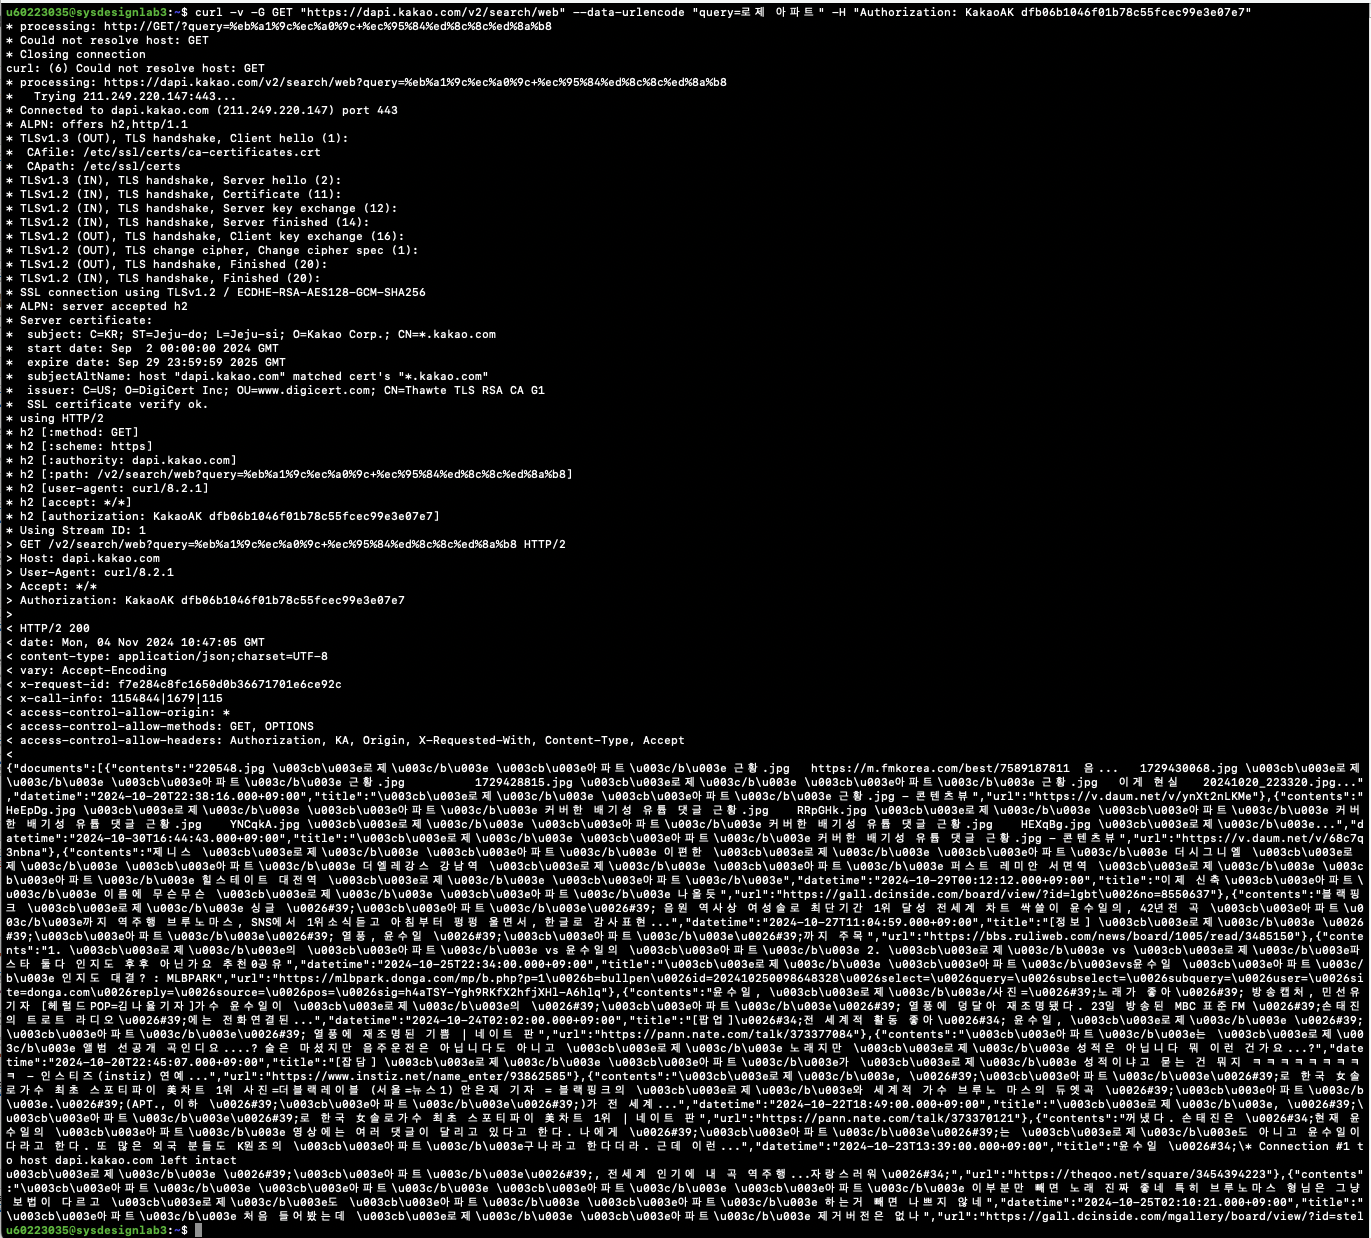 u60223035@sysdesignlab3:~$ curl -v -G GET "https://dapi.kakao.com/v2/search/web" --data-urlencode "query=로제 아파트" -H "Authorization: KakaoAK dfb06b1046f01b78c55fcec99e3e07e7"
* processing: http://GET/?query=%eb%a1%9c%ec%a0%9c+%ec%95%84%ed%8c%8c%ed%8a%b8
* Could not resolve host: GET
* Closing connection
curl: (6) Could not resolve host: GET
* processing: https://dapi.kakao.com/v2/search/web?query=%eb%a1%9c%ec%a0%9c+%ec%95%84%ed%8c%8c%ed%8a%b8
*   Trying 211.249.220.147:443...
* Connected to dapi.kakao.com (211.249.220.147) port 443
* ALPN: offers h2,http/1.1
* TLSv1.3 (OUT), TLS handshake, Client hello (1):
*  CAfile: /etc/ssl/certs/ca-certificates.crt
*  CApath: /etc/ssl/certs
* TLSv1.3 (IN), TLS handshake, Server hello (2):
* TLSv1.2 (IN), TLS handshake, Certificate (11):
* TLSv1.2 (IN), TLS handshake, Server key exchange (12):
* TLSv1.2 (IN), TLS handshake, Server finished (14):
* TLSv1.2 (OUT), TLS handshake, Client key exchange (16):
* TLSv1.2 (OUT), TLS change cipher, Change cipher spec (1):
* TLSv1.2 (OUT), TLS handshake, Finished (20):
* TLSv1.2 (IN), TLS handshake, Finished (20):
* SSL connection using TLSv1.2 / ECDHE-RSA-AES128-GCM-SHA256
* ALPN: server accepted h2
* Server certificate:
*  subject: C=KR; ST=Jeju-do; L=Jeju-si; O=Kakao Corp.; CN=*.kakao.com
*  start date: Sep  2 00:00:00 2024 GMT
*  expire date: Sep 29 23:59:59 2025 GMT
*  subjectAltName: host "dapi.kakao.com" matched cert's "*.kakao.com"
*  issuer: C=US; O=DigiCert Inc; OU=www.digicert.com; CN=Thawte TLS RSA CA G1
*  SSL certificate verify ok.
* using HTTP/2
* h2 [:method: GET]
* h2 [:scheme: https]
* h2 [:authority: dapi.kakao.com]
* h2 [:path: /v2/search/web?query=%eb%a1%9c%ec%a0%9c+%ec%95%84%ed%8c%8c%ed%8a%b8]
* h2 [user-agent: curl/8.2.1]
* h2 [accept: */*]
* h2 [authorization: KakaoAK dfb06b1046f01b78c55fcec99e3e07e7]
* Using Stream ID: 1
> GET /v2/search/web?query=%eb%a1%9c%ec%a0%9c+%ec%95%84%ed%8c%8c%ed%8a%b8 HTTP/2
> Host: dapi.kakao.com
> User-Agent: curl/8.2.1
> Accept: */*
> Authorization: KakaoAK dfb06b1046f01b78c55fcec99e3e07e7
>
< HTTP/2 200
< date: Mon, 04 Nov 2024 10:47:05 GMT
< content-type: application/json;charset=UTF-8
< vary: Accept-Encoding
< x-request-id: f7e284c8fc1650d0b36671701e6ce92c
< x-call-info: 1154844|1679|115
< access-control-allow-origin: *
< access-control-allow-methods: GET, OPTIONS
< access-control-allow-headers: Authorization, KA, Origin, X-Requested-With, Content-Type, Accept
<
{"documents":[{"contents":"220548.jpg \u003cb\u003e로제\u003c/b\u003e \u003cb\u003e아파트\u003c/b\u003e 근황.jpg   https://m.fmkorea.com/best/7589187811  음...   1729430068.jpg \u003cb\u003e로제
\u003c/b\u003e \u003cb\u003e아파트\u003c/b\u003e 근황.jpg          1729428815.jpg \u003cb\u003e로제\u003c/b\u003e \u003cb\u003e아파트\u003c/b\u003e 근황.jpg   이게 현실    20241020_223320.jpg..."
,"datetime":"2024-10-20T22:38:16.000+09:00","title":"\u003cb\u003e로제\u003c/b\u003e \u003cb\u003e아파트\u003c/b\u003e 근황.jpg - 콘텐츠뷰","url":"https://v.daum.net/v/ynXt2nLKMe"},{"contents":"
MeEpDg.jpg \u003cb\u003e로제\u003c/b\u003e \u003cb\u003e아파트\u003c/b\u003e 커버한 배기성 유튭 댓글 근황.jpg    RRpGHx.jpg \u003cb\u003e로제\u003c/b\u003e \u003cb\u003e아파트\u003c/b\u003e 커버
한 배기성 유튭 댓글 근황.jpg    YNCqkA.jpg \u003cb\u003e로제\u003c/b\u003e \u003cb\u003e아파트\u003c/b\u003e 커버한 배기성 유튭 댓글 근황.jpg    HEXqBg.jpg \u003cb\u003e로제\u003c/b\u003e...","d
atetime":"2024-10-30T16:44:43.000+09:00","title":"\u003cb\u003e로제\u003c/b\u003e \u003cb\u003e아파트\u003c/b\u003e 커버한 배기성 유튭 댓글 근황.jpg - 콘텐츠뷰","url":"https://v.daum.net/v/68c7q
3nhna"},{"contents":"제니스 \u003cb\u003e로제\u003c/b\u003e \u003cb\u003e아파트\u003c/b\u003e 이편한 \u003cb\u003e로제\u003c/b\u003e \u003cb\u003e아파트\u003c/b\u003e 더시그니엘 \u003cb\u003e로
제\u003c/b\u003e \u003cb\u003e아파트\u003c/b\u003e 더엘레강스 강남역 \u003cb\u003e로제\u003c/b\u003e \u003cb\u003e아파트\u003c/b\u003e 퍼스트 레미안 서면역 \u003cb\u003e로제\u003c/b\u003e \u003c
b\u003e아파트\u003c/b\u003e 힐스테이트 대전역 \u003cb\u003e로제\u003c/b\u003e \u003cb\u003e아파트\u003c/b\u003e","datetime":"2024-10-29T00:12:12.000+09:00","title":"이제 신축 \u003cb\u003e아파트\
u003c/b\u003e 이름에 무슨무슨 \u003cb\u003e로제\u003c/b\u003e \u003cb\u003e아파트\u003c/b\u003e 나올듯","url":"https://gall.dcinside.com/board/view/?id=lgbt\u0026no=8550637"},{"contents":"블랙핑
크 \u003cb\u003e로제\u003c/b\u003e 싱글 \u0026#39;\u003cb\u003e아파트\u003c/b\u003e\u0026#39; 음원 역사상 여성솔로 최단기간 1위 달성 전세계 차트 싹쓸이 윤수일의, 42년전 곡 \u003cb\u003e아파트\u0
03c/b\u003e까지 역주행 브루노마스, SNS에서 1위소식듣고 아침부터 펑펑 울면서, 한글로 감사표현...","datetime":"2024-10-27T11:04:59.000+09:00","title":"[정보] \u003cb\u003e로제\u003c/b\u003e \u0026#
39;\u003cb\u003e아파트\u003c/b\u003e\u0026#39; 열풍, 윤수일 \u0026#39;\u003cb\u003e아파트\u003c/b\u003e\u0026#39;까지 주목","url":"https://bbs.ruliweb.com/news/board/1005/read/3485150"},{"conte
nts":"1. \u003cb\u003e로제\u003c/b\u003e의 \u003cb\u003e아파트\u003c/b\u003e vs 윤수일의 \u003cb\u003e아파트\u003c/b\u003e 2. \u003cb\u003e로제\u003c/b\u003e vs \u003cb\u003e로제\u003c/b\u003e파
스타 둘다 인지도 후후 아닌가요 추천0공유","datetime":"2024-10-25T22:34:00.000+09:00","title":"\u003cb\u003e로제\u003c/b\u003e \u003cb\u003e아파트\u003c/b\u003evs윤수일 \u003cb\u003e아파트\u003c/
b\u003e 인지도 대결? : MLBPARK","url":"https://mlbpark.donga.com/mp/b.php?p=1\u0026b=bullpen\u0026id=202410250098648328\u0026select=\u0026query=\u0026subselect=\u0026subquery=\u0026user=\u0026si
te=donga.com\u0026reply=\u0026source=\u0026pos=\u0026sig=h4aTSY-Ygh9RKfX2hfjXHl-A6hlq"},{"contents":"윤수일, \u003cb\u003e로제\u003c/b\u003e/사진=\u0026#39;노래가 좋아\u0026#39; 방송캡처, 민선유
기자 [헤럴드POP=김나율기자]가수 윤수일이 \u003cb\u003e로제\u003c/b\u003e의 \u0026#39;\u003cb\u003e아파트\u003c/b\u003e\u0026#39; 열풍에 덩달아 재조명됐다. 23일 방송된 MBC 표준FM \u0026#39;손태진
의 트로트 라디오\u0026#39;에는 전화연결된...","datetime":"2024-10-24T02:02:00.000+09:00","title":"[팝업]\u0026#34;전 세계적 활동 좋아\u0026#34; 윤수일, \u003cb\u003e로제\u003c/b\u003e \u0026#39;
\u003cb\u003e아파트\u003c/b\u003e\u0026#39; 열풍에 재조명된 기쁨 | 네이트 판","url":"https://pann.nate.com/talk/373377084"},{"contents":"\u003cb\u003e아파트\u003c/b\u003e는 \u003cb\u003e로제\u00
3c/b\u003e 앨범 선공개 곡인디요....? 술은 마셨지만 음주운전은 아닙니다도 아니고 \u003cb\u003e로제\u003c/b\u003e 노래지만 \u003cb\u003e로제\u003c/b\u003e 성적은 아닙니다 뭐 이런 건가요...?","date
time":"2024-10-20T22:45:07.000+09:00","title":"[잡담] \u003cb\u003e로제\u003c/b\u003e \u003cb\u003e아파트\u003c/b\u003e가 \u003cb\u003e로제\u003c/b\u003e 성적이냐고 묻는 건 뭐지 ㅋㅋㅋㅋㅋㅋㅋ
ㅋ - 인스티즈(instiz) 연예...","url":"https://www.instiz.net/name_enter/93862585"},{"contents":"\u003cb\u003e로제\u003c/b\u003e, \u0026#39;\u003cb\u003e아파트\u003c/b\u003e\u0026#39;로 한국 女솔
로가수 최초 스포티파이 美차트 1위 사진=더블랙레이블 (서울=뉴스1) 안은재 기자 = 블랙핑크의 \u003cb\u003e로제\u003c/b\u003e와 세계적 가수 브루노 마스의 듀엣곡 \u0026#39;\u003cb\u003e아파트\u003c/b\
u003e.\u0026#39;(APT., 이하 \u0026#39;\u003cb\u003e아파트\u003c/b\u003e\u0026#39;)가 전 세계...","datetime":"2024-10-22T18:49:00.000+09:00","title":"\u003cb\u003e로제\u003c/b\u003e, \u0026#39;
\u003cb\u003e아파트\u003c/b\u003e\u0026#39;로 한국 女솔로가수 최초 스포티파이 美차트 1위 | 네이트 판","url":"https://pann.nate.com/talk/373370121"},{"contents":"꺼냈다. 손태진은 \u0026#34;현재 윤
수일의 \u003cb\u003e아파트\u003c/b\u003e 영상에는 여러 댓글이 달리고 있다고 한다. 나에게 \u0026#39;\u003cb\u003e아파트\u003c/b\u003e\u0026#39;는 \u003cb\u003e로제\u003c/b\u003e도 아니고 윤수일이
다라고 한다. 또 많은 외국 분들도 K원조의 \u003cb\u003e아파트\u003c/b\u003e구나라고 한다더라. 근데 이런...","datetime":"2024-10-23T13:39:00.000+09:00","title":"윤수일 \u0026#34;\* Connection #1 t
o host dapi.kakao.com left intact
u003cb\u003e로제\u003c/b\u003e \u0026#39;\u003cb\u003e아파트\u003c/b\u003e\u0026#39;, 전세계 인기에 내 곡 역주행...자랑스러워\u0026#34;","url":"https://theqoo.net/square/3454394223"},{"contents"
:"\u003cb\u003e아파트\u003c/b\u003e \u003cb\u003e아파트\u003c/b\u003e \u003cb\u003e아파트\u003c/b\u003e \u003cb\u003e아파트\u003c/b\u003e 이부분만 빼면 노래 진짜 좋네 특히 브루노마스 형님은 그냥
 보법이 다르고 \u003cb\u003e로제\u003c/b\u003e도 \u003cb\u003e아파트\u003c/b\u003e \u003cb\u003e아파트\u003c/b\u003e 하는거 빼면 나쁘지 않네","datetime":"2024-10-25T02:10:21.000+09:00","title":"
\u003cb\u003e아파트\u003c/b\u003e 처음 들어봤는데 \u003cb\u003e로제\u003c/b\u003e \u003cb\u003e아파트\u003c/b\u003e 제거버전은 없나","url":"https://gall.dcinside.com/mgallery/board/view/?id=stel
u60223035@sysdesignlab3:~$